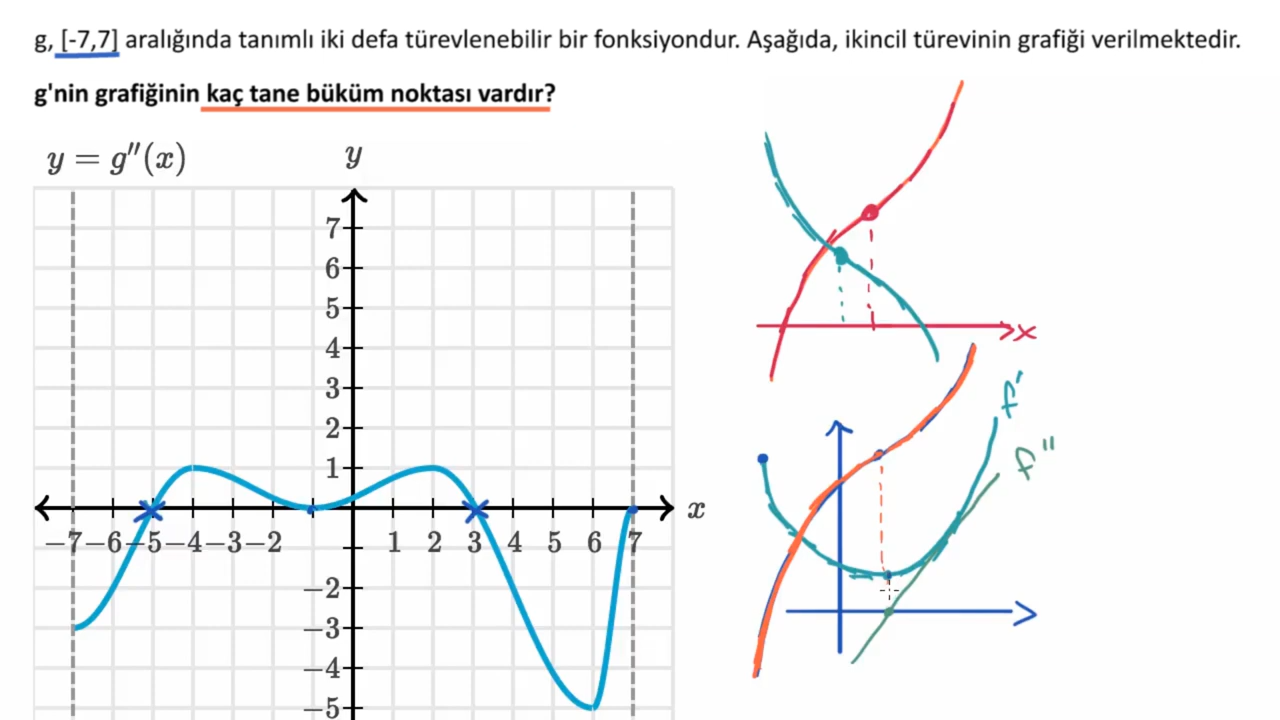 g, [-7,7] aralığında tanımlı iki defa türevlenebilir bir fonksiyondur. Aşağıda, ikincil türevinin grafiği verilmektedir.
g'nin grafiğinin kaç tane büküm noktası vardır?
y = g″(x)
y
7
6
5
4
3
2
1
x
−7 −6 −5 −4 −3 −2 1 2 3 4 5 6 7
−2
−3
−4
−5
x
f'
f''